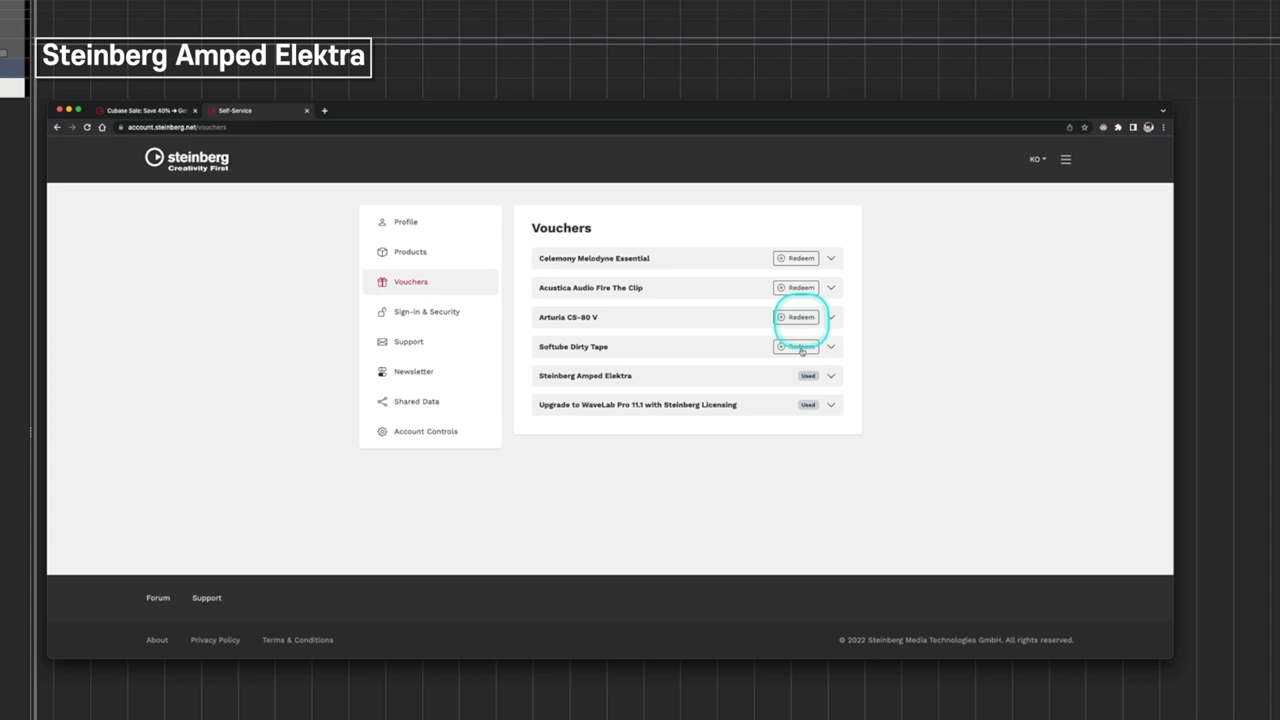 Steinberg Amped Elektra
Cubase Sale: Save 40% → Ge
Self-Service
account.steinberg.net/vouchers
steinberg
Creativity First
KO
Profile
Products
Vouchers
Sign-in & Security
Support
Newsletter
Shared Data
Account Controls
Vouchers
Celemony Melodyne Essential
Redeem
Acustica Audio Fire The Clip
Redeem
Arturia CS-80 V
Redeem
Softube Dirty Tape
Redeem
Steinberg Amped Elektra
Used
Upgrade to WaveLab Pro 11.1 with Steinberg Licensing
Used
Forum
Support
About
Privacy Policy
Terms & Conditions
© 2022 Steinberg Media Technologies GmbH. All rights reserved.